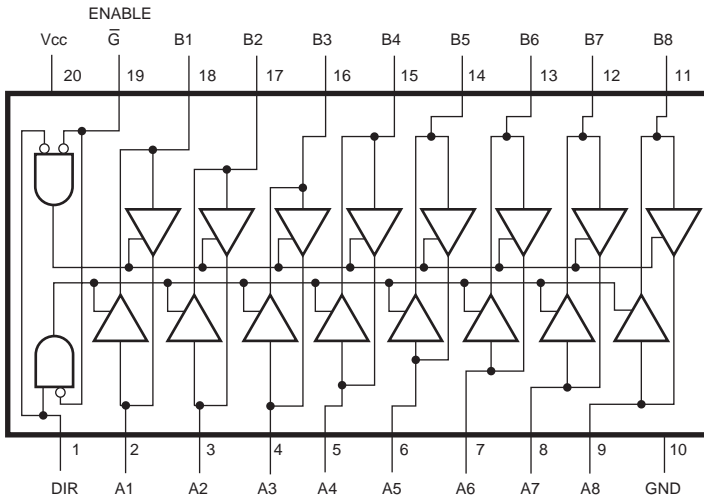 ENABLE
Vcc G̅ B1 B2 B3 B4 B5 B6 B7 B8
20 19 18 17 16 15 14 13 12 11
1 2 3 4 5 6 7 8 9 10
DIR A1 A2 A3 A4 A5 A6 A7 A8 GND